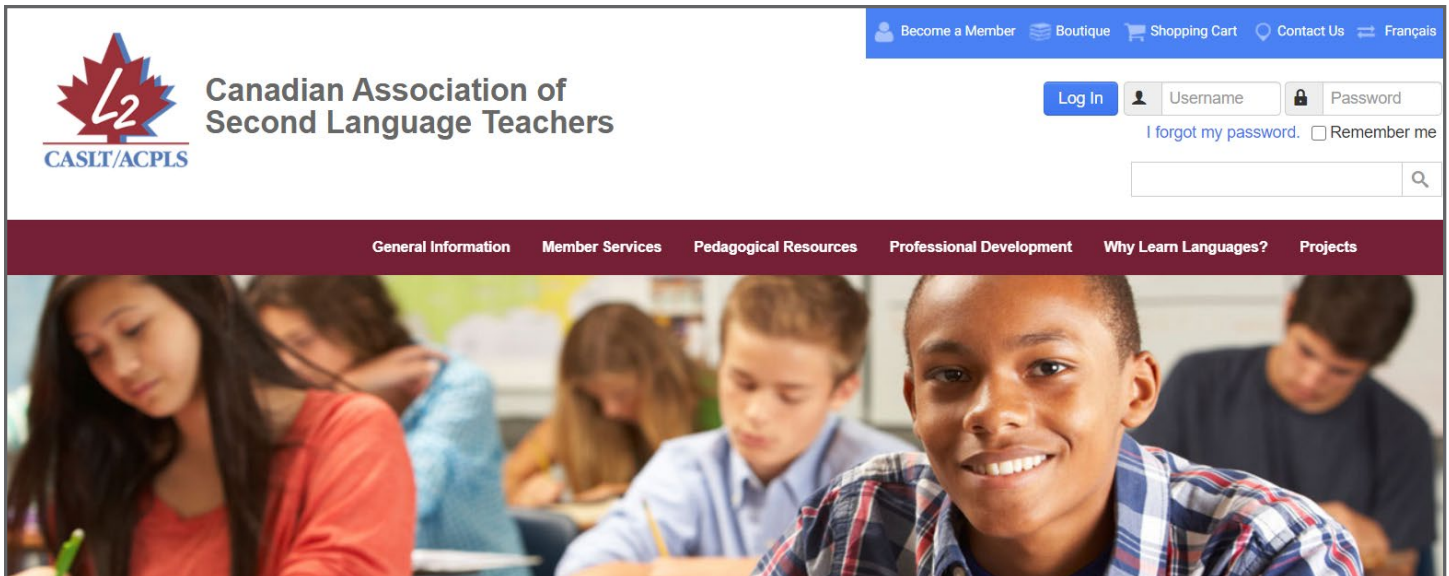 Become a Member Boutique Shopping Cart Contact Us Français
L2
CASLT/ACPLS
Canadian Association of
Second Language Teachers
Log In Username Password
I forgot my password. Remember me
General Information Member Services Pedagogical Resources Professional Development Why Learn Languages? Projects